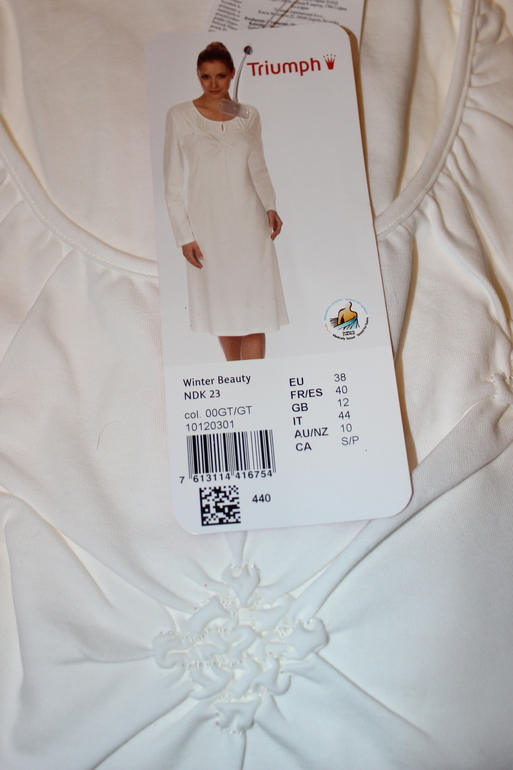 Triumph
Winter Beauty
NDK 23
col. 00GT/GT
10120301
7 613114 416754
440
EU 38
FR/ES 40
GB 12
IT 44
AU/NZ 10
CA S/P